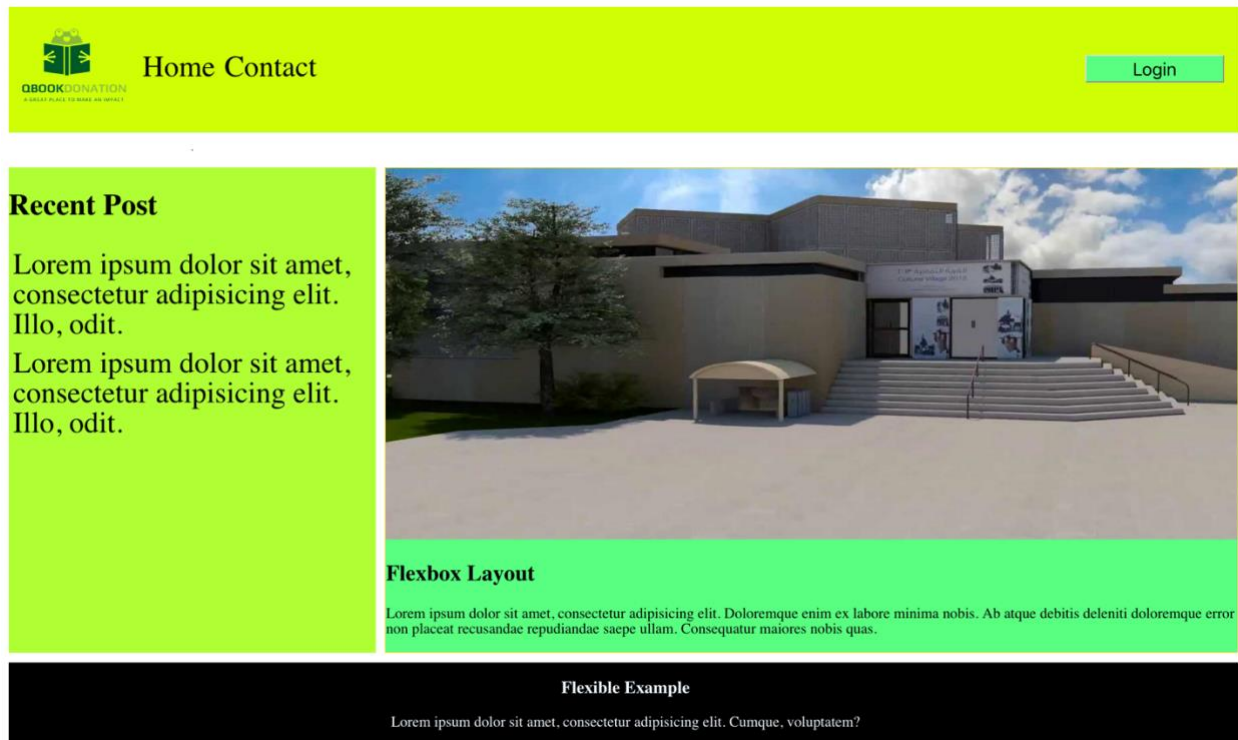 QBOOKDONATION
A GREAT PLACE TO MAKE AN IMPACT
Home Contact
Login
Recent Post
Lorem ipsum dolor sit amet,
consectetur adipisicing elit.
Illo, odit.
Lorem ipsum dolor sit amet,
consectetur adipisicing elit.
Illo, odit.
Flexbox Layout
Lorem ipsum dolor sit amet, consectetur adipisicing elit. Doloremque enim ex labore minima nobis. Ab atque debitis deleniti doloremque error
non placeat recusandae repudiandae saepe ullam. Consequatur maiores nobis quas.
Flexible Example
Lorem ipsum dolor sit amet, consectetur adipisicing elit. Cumque, voluptatem?